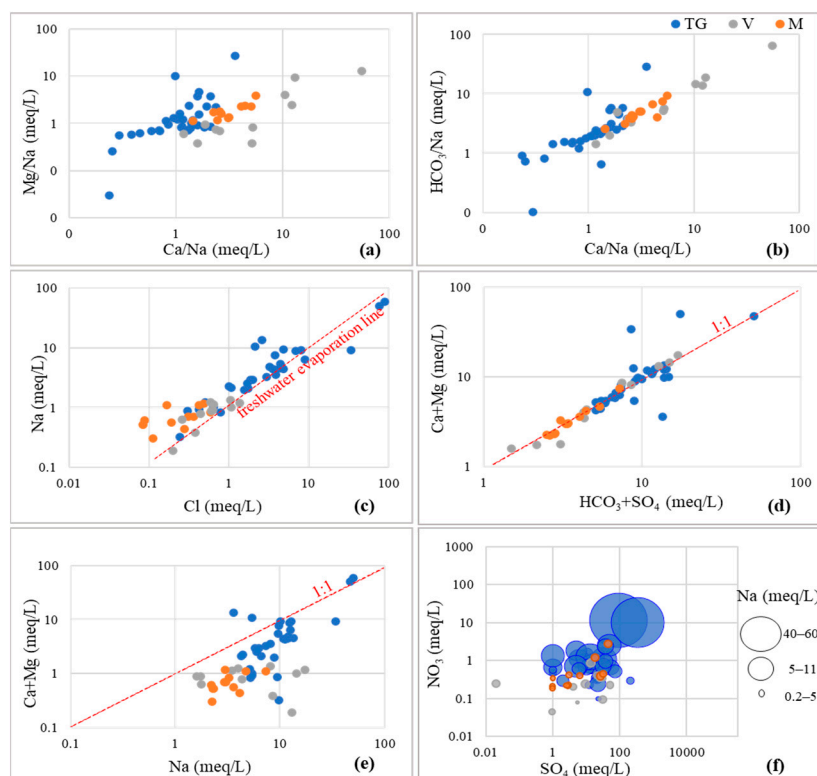 TG V M
100
10
1
0
0
0 1 10 100
Mg/Na (meq/L)
Ca/Na (meq/L)
(a)
100
10
1
0
0 1 10 100
HCO₃/Na (meq/L)
Ca/Na (meq/L)
(b)
100
10
1
0.1
0.01 0.1 1 10 100
Na (meq/L)
Cl (meq/L)
freshwater evaporation line
(c)
100
10
1
1 10 100
Ca+Mg (meq/L)
HCO₃+SO₄ (meq/L)
1:1
(d)
100
10
1
0.1
0.1 1 10 100
Ca+Mg (meq/L)
Na (meq/L)
1:1
(e)
1000
100
10
1
0.1
0.01
0.01 1 100 10000
NO₃ (meq/L)
SO₄ (meq/L)
(f)
Na (meq/L)
40–60
5–11
0.2–5